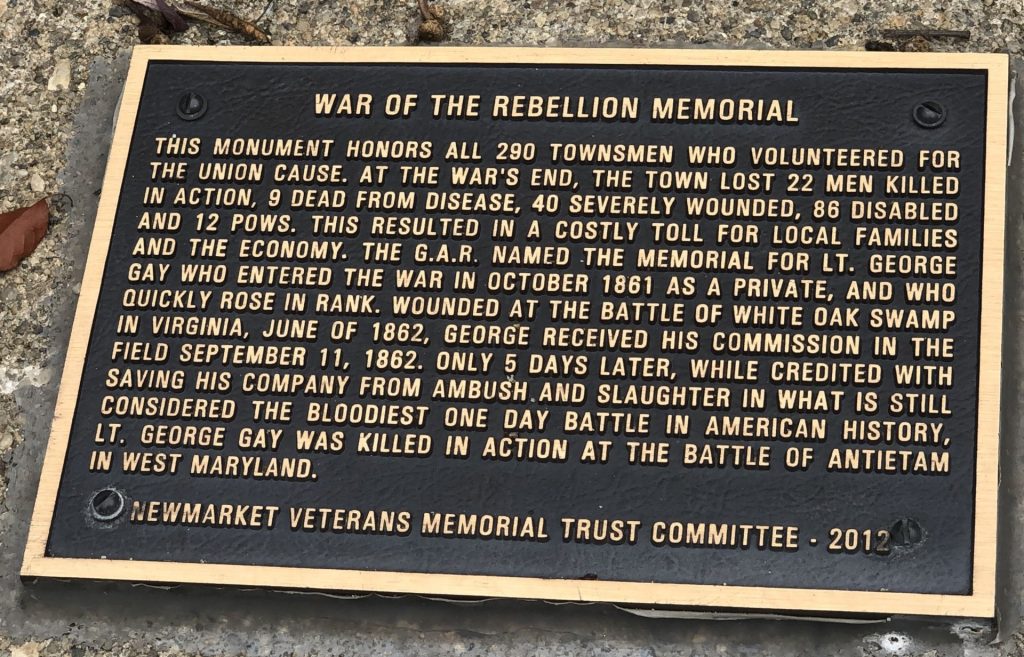 WAR OF THE REBELLION MEMORIAL
THIS MONUMENT HONORS ALL 290 TOWNSMEN WHO VOLUNTEERED FOR
THE UNION CAUSE. AT THE WAR'S END, THE TOWN LOST 22 MEN KILLED
IN ACTION, 9 DEAD FROM DISEASE, 40 SEVERELY WOUNDED, 86 DISABLED
AND 12 POWS. THIS RESULTED IN A COSTLY TOLL FOR LOCAL FAMILIES
AND THE ECONOMY. THE G.A.R. NAMED THE MEMORIAL FOR LT. GEORGE
GAY WHO ENTERED THE WAR IN OCTOBER 1861 AS A PRIVATE, AND WHO
QUICKLY ROSE IN RANK. WOUNDED AT THE BATTLE OF WHITE OAK SWAMP
IN VIRGINIA, JUNE OF 1862, GEORGE RECEIVED HIS COMMISSION IN THE
FIELD SEPTEMBER 11, 1862. ONLY 5 DAYS LATER, WHILE CREDITED WITH
SAVING HIS COMPANY FROM AMBUSH AND SLAUGHTER IN WHAT IS STILL
CONSIDERED THE BLOODIEST ONE DAY BATTLE IN AMERICAN HISTORY,
LT. GEORGE GAY WAS KILLED IN ACTION AT THE BATTLE OF ANTIETAM
IN WEST MARYLAND.
NEWMARKET VETERANS MEMORIAL TRUST COMMITTEE - 2012